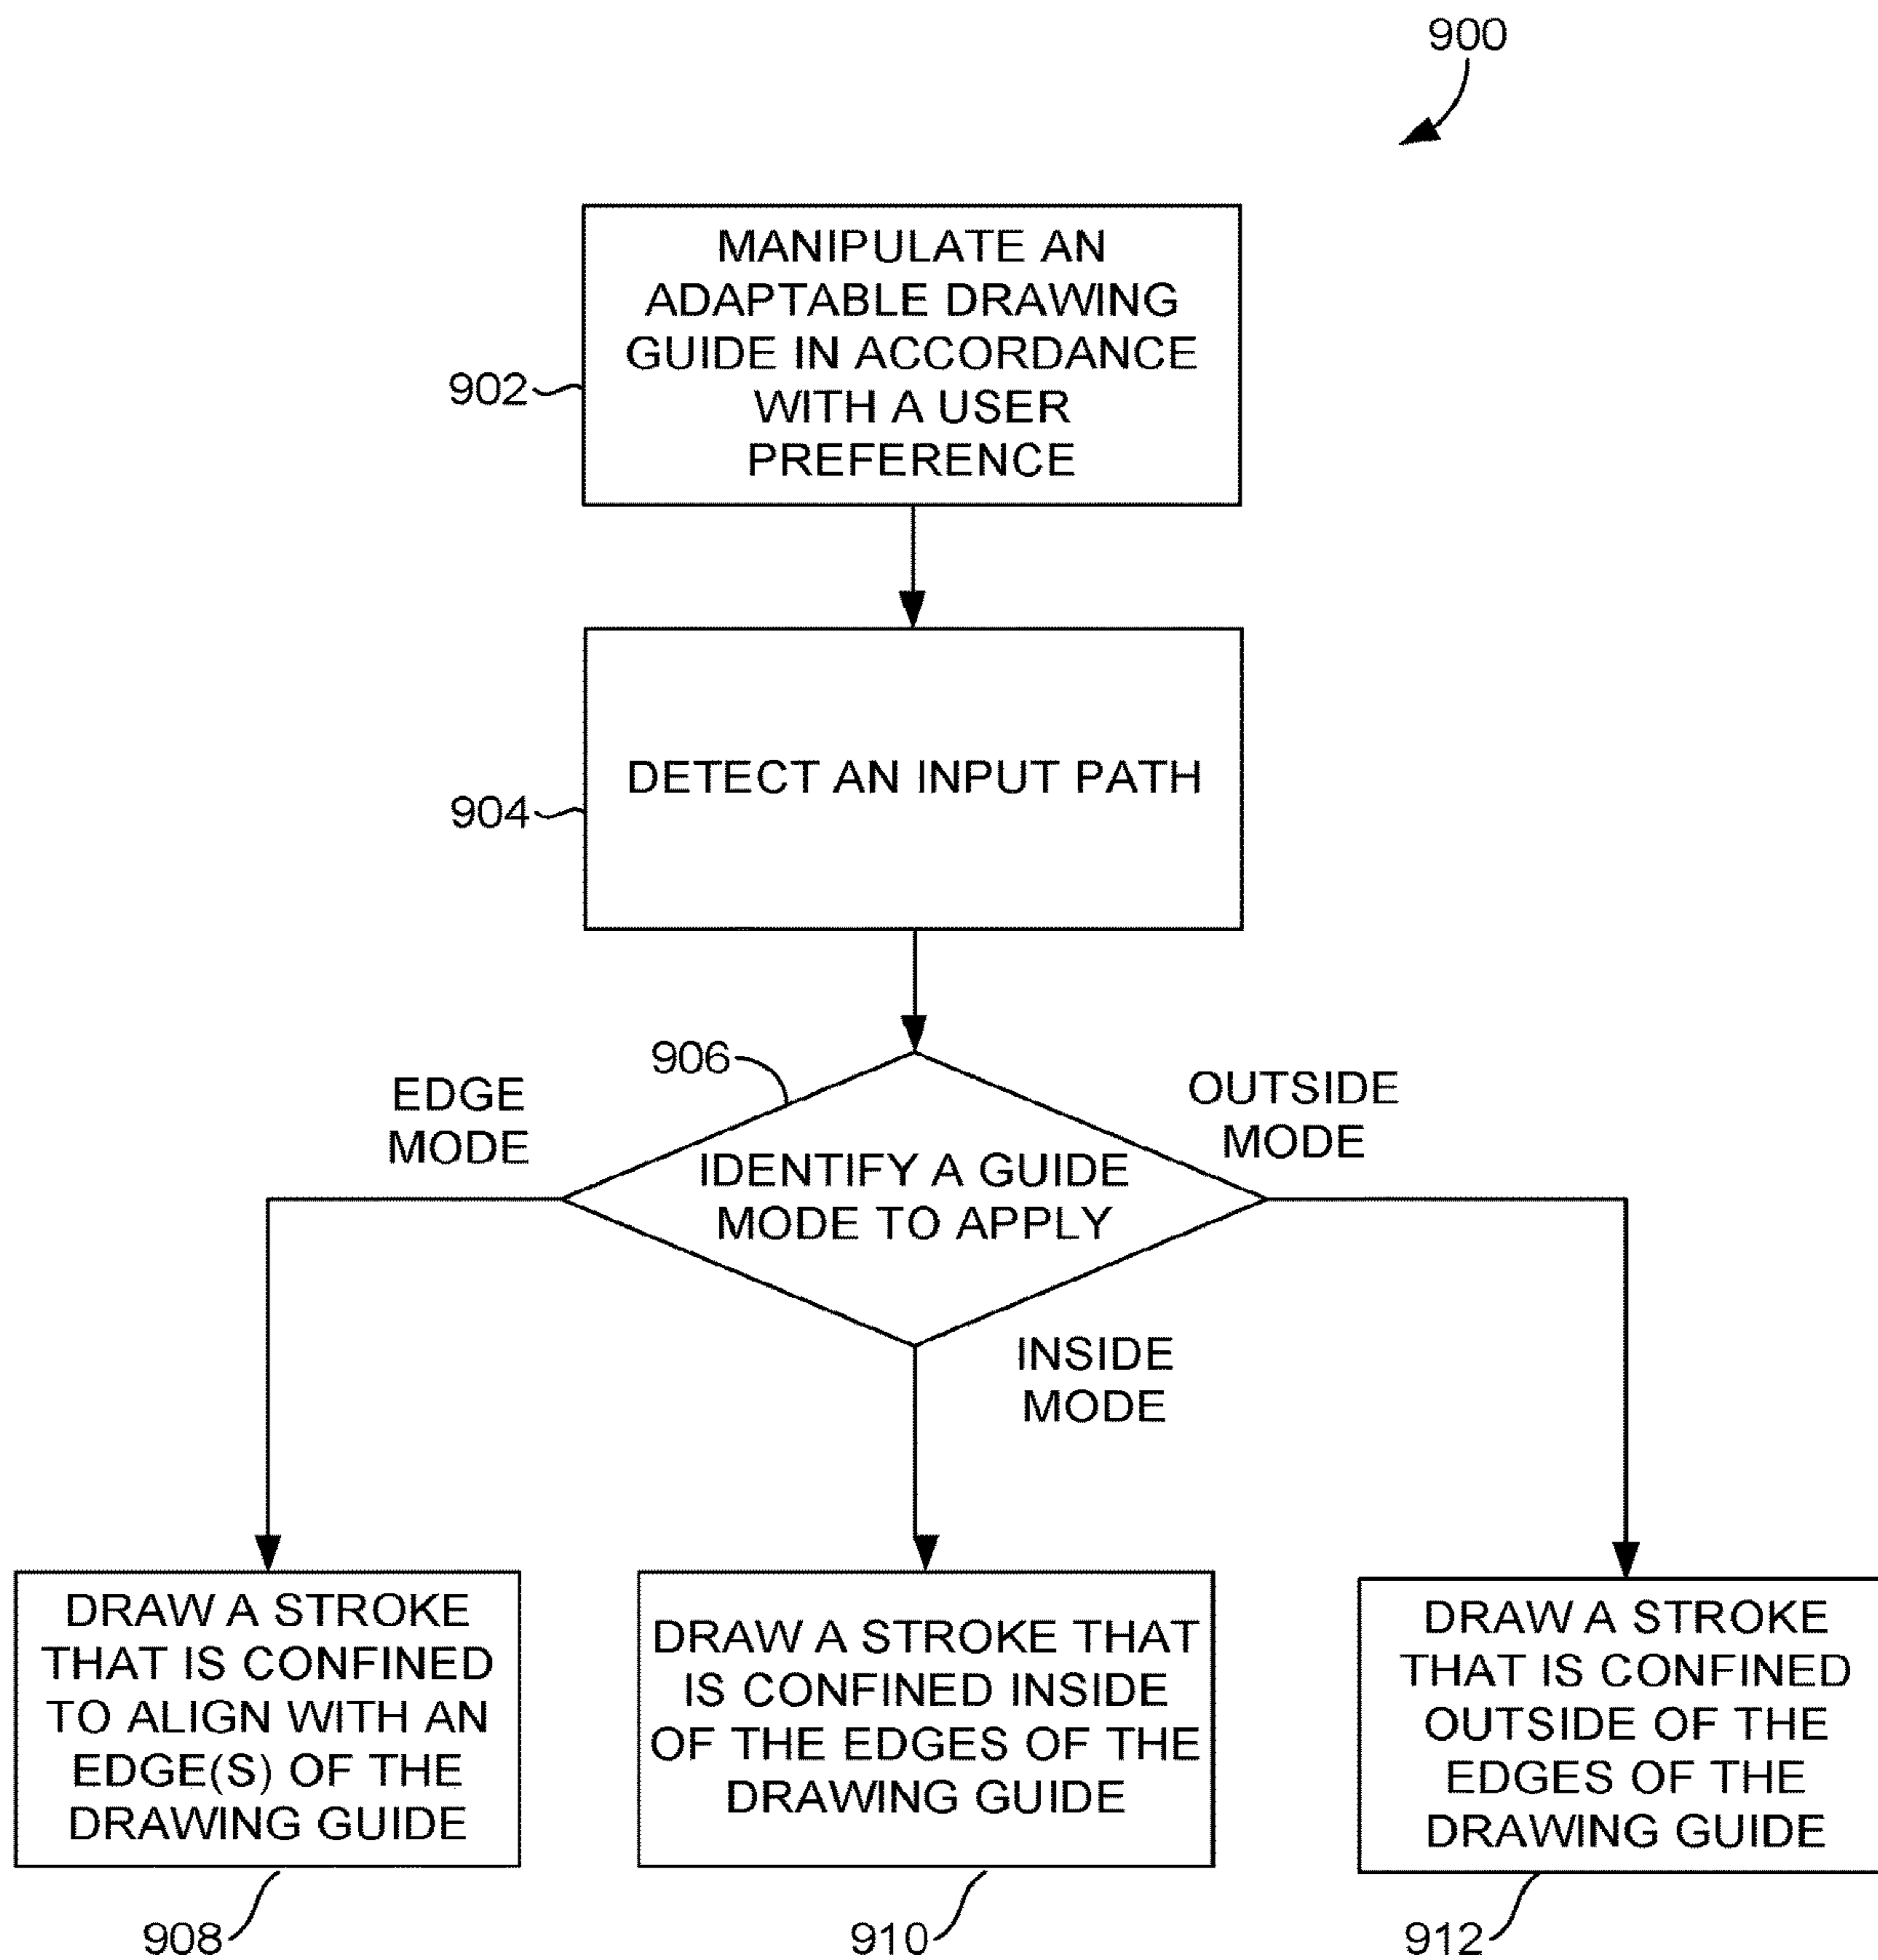 900
MANIPULATE AN
ADAPTABLE DRAWING
GUIDE IN ACCORDANCE
WITH A USER
PREFERENCE
902
DETECT AN INPUT PATH
904
906
EDGE
MODE
OUTSIDE
MODE
IDENTIFY A GUIDE
MODE TO APPLY
INSIDE
MODE
DRAW A STROKE
THAT IS CONFINED
TO ALIGN WITH AN
EDGE(S) OF THE
DRAWING GUIDE
DRAW A STROKE THAT
IS CONFINED INSIDE
OF THE EDGES OF THE
DRAWING GUIDE
DRAW A STROKE
THAT IS CONFINED
OUTSIDE OF THE
EDGES OF THE
DRAWING GUIDE
908
910
912